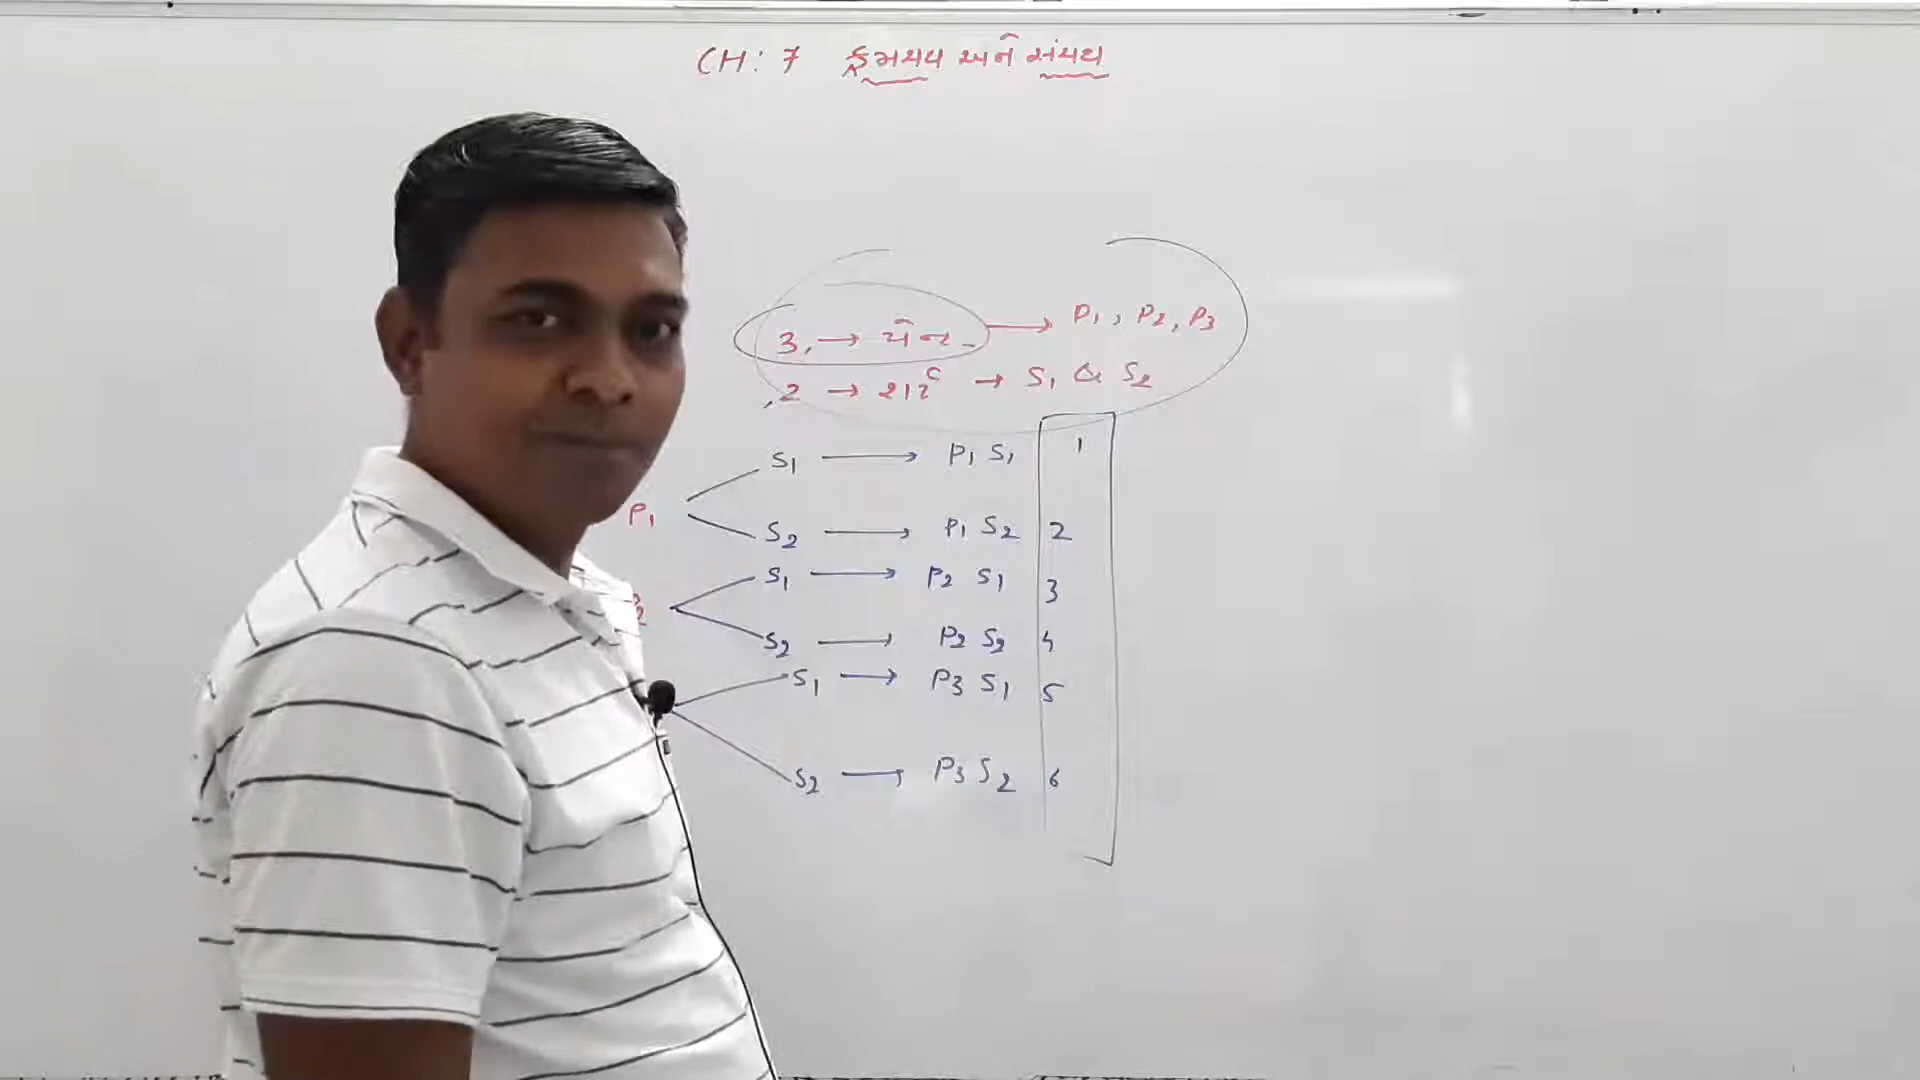 CH: 7 ક્રમચય અને સંચય
3, → પેન્ટ → P1, P2, P3
,2 → શર્ટ → S1 & S2
S1 → P1 S1 1
P1
S2 → P1 S2 2
S1 → P2 S1 3
S2 → P2 S2 4
S1 → P3 S1 5
S2 → P3 S2 6